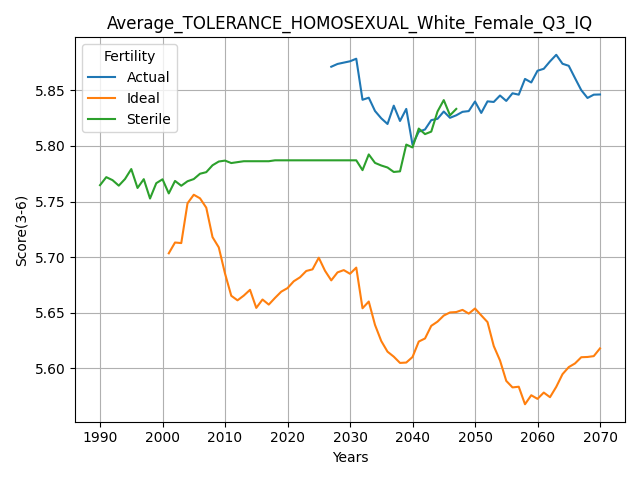 Average_TOLERANCE_HOMOSEXUAL_White_Female_Q3_IQ
Fertility
Actual
Ideal
Sterile
Score(3-6)
5.85
5.80
5.75
5.70
5.65
5.60
1990 2000 2010 2020 2030 2040 2050 2060 2070
Years